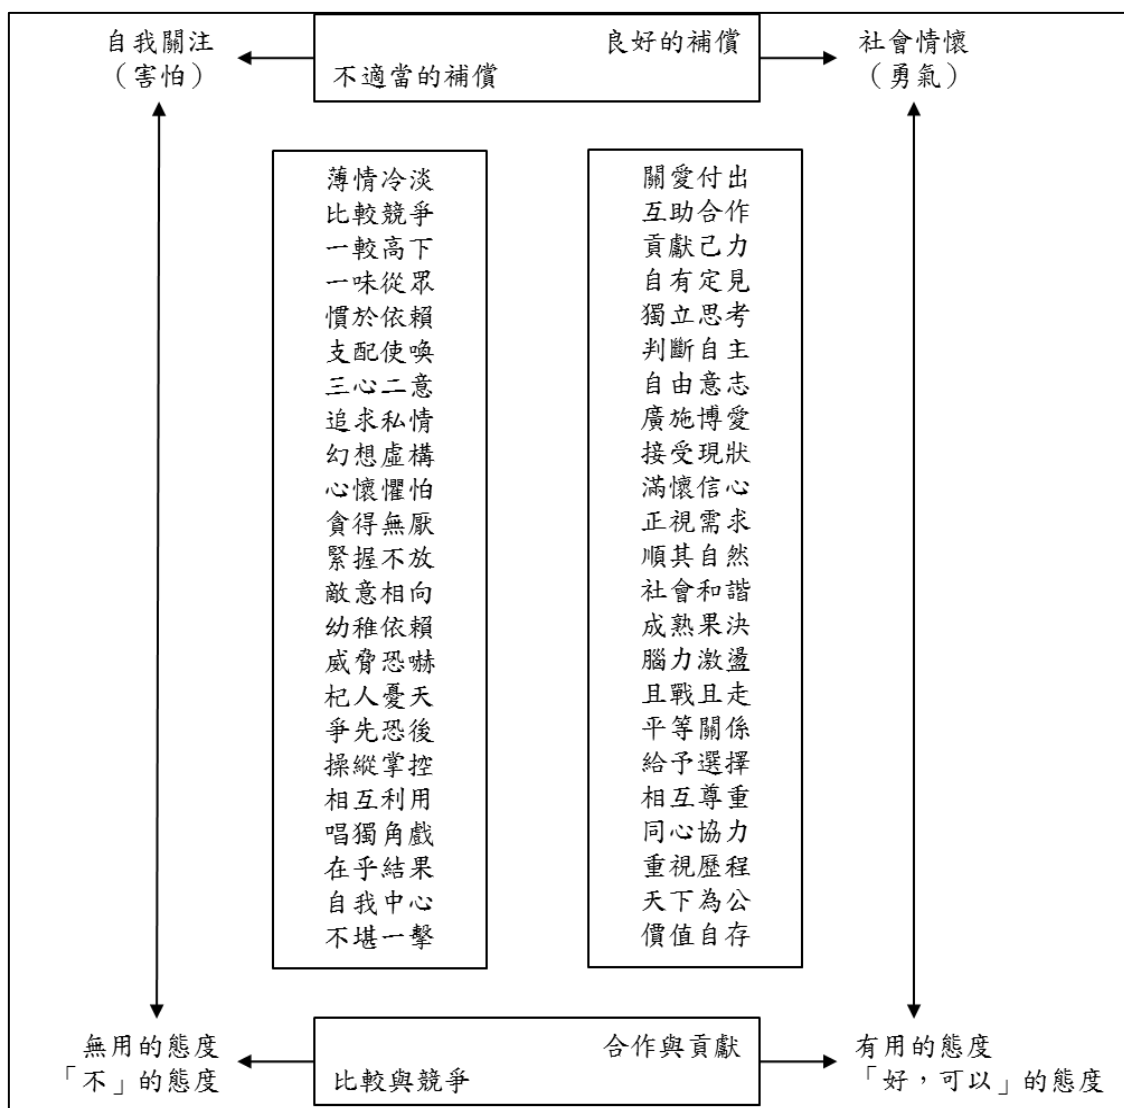 自我關注
（害怕）
良好的補償
不適當的補償
社會情懷
（勇氣）
薄情冷淡
比較競爭
一較高下
一味從眾
慣於依賴
支配使喚
三心二意
追求私情
幻想虛構
心懷懼怕
貪得無厭
緊握不放
敵意相向
幼稚依賴
威脅恐嚇
杞人憂天
爭先恐後
操縱掌控
相互利用
唱獨角戲
在乎結果
自我中心
不堪一擊
關愛付出
互助合作
貢獻己力
自有定見
獨立思考
判斷自主
自由意志
廣施博愛
接受現狀
滿懷信心
正視需求
順其自然
社會和諧
成熟果決
腦力激盪
且戰且走
平等關係
給予選擇
相互尊重
同心協力
重視歷程
天下為公
價值自存
無用的態度
「不」的態度
合作與貢獻
比較與競爭
有用的態度
「好，可以」的態度